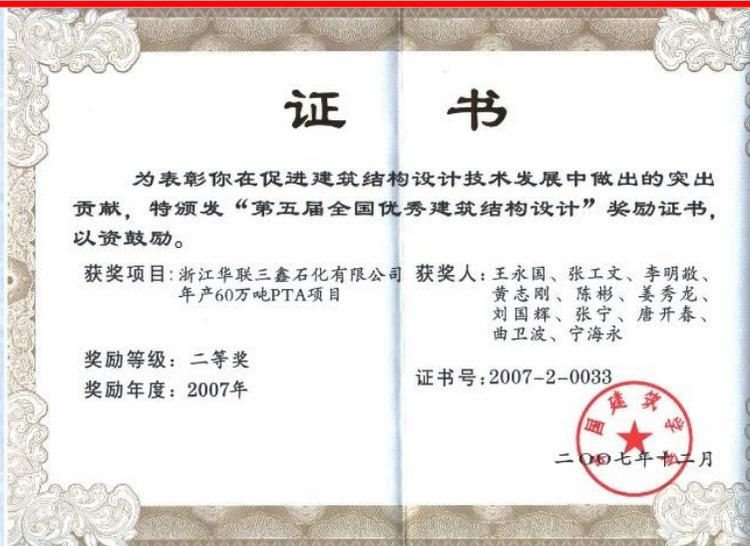 证 书
为表彰你在促进建筑结构设计技术发展中做出的突出
贡献，特颁发“第五届全国优秀建筑结构设计”奖励证书，
以资鼓励。
获奖项目：浙江华联三鑫石化有限公司
年产60万吨PTA项目
获奖人：王永国、张工文、李明敢、
黄志刚、陈彬、姜秀龙、
刘国辉、张宁、唐开春、
曲卫波、宁海永
奖励等级：二等奖
奖励年度：2007年
证书号：2007-2-0033
中国建筑学会
二〇〇七年十二月